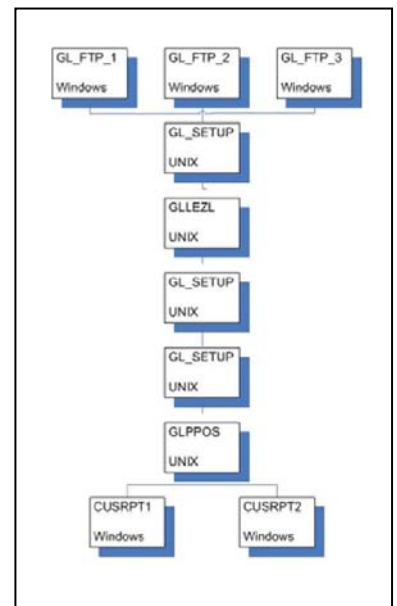 GL_FTP_1
Windows
GL_FTP_2
Windows
GL_FTP_3
Windows
GL_SETUP
UNIX
GLLEZL
UNIX
GL_SETUP
UNIX
GL_SETUP
UNIX
GLPPOS
UNIX
CUSRPT1
Windows
CUSRPT2
Windows